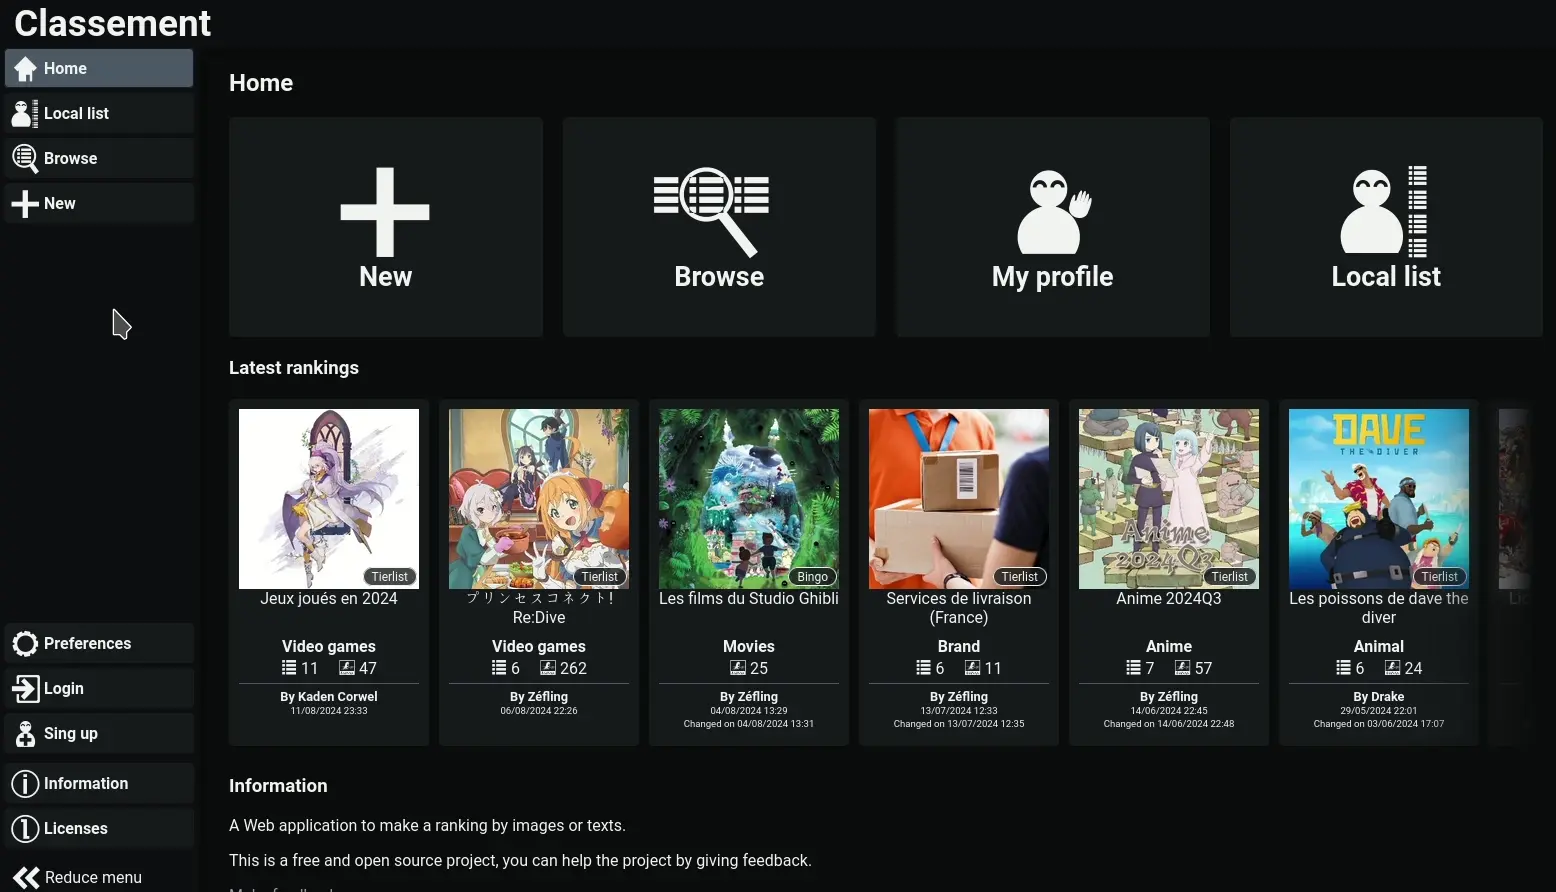 Classement
Home
Local list
Browse
New
Preferences
Login
Sing up
Information
Licenses
Reduce menu
Home
New
Browse
My profile
Local list
Latest rankings
Tierlist
Jeux joués en 2024
Video games
11 47
By Kaden Corwel
11/08/2024 23:33
Tierlist
プリンセスコネクト!
Re:Dive
Video games
6 262
By Zéfling
06/08/2024 22:26
Bingo
Les films du Studio Ghibli
Movies
25
By Zéfling
04/08/2024 13:29
Changed on 04/08/2024 13:31
Tierlist
Services de livraison
(France)
Brand
6 11
By Zéfling
13/07/2024 12:33
Changed on 13/07/2024 12:35
Anime
2024Q3
Tierlist
Anime 2024Q3
Anime
7 57
By Zéfling
14/06/2024 22:45
Changed on 14/06/2024 22:48
DAVE
THE DIVER
Tierlist
Les poissons de dave the
diver
Animal
6 24
By Drake
29/05/2024 22:01
Changed on 03/06/2024 17:07
Information
A Web application to make a ranking by images or texts.
This is a free and open source project, you can help the project by giving feedback.